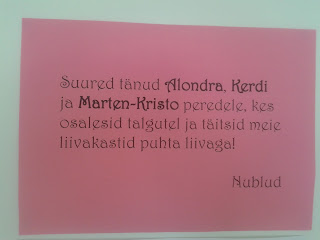 Suured tänud Alondra, Kerdi
ja Marten-Kristo peredele, kes
osalesid talgutel ja täitsid meie
liivakastid puhta liivaga!
Nublud